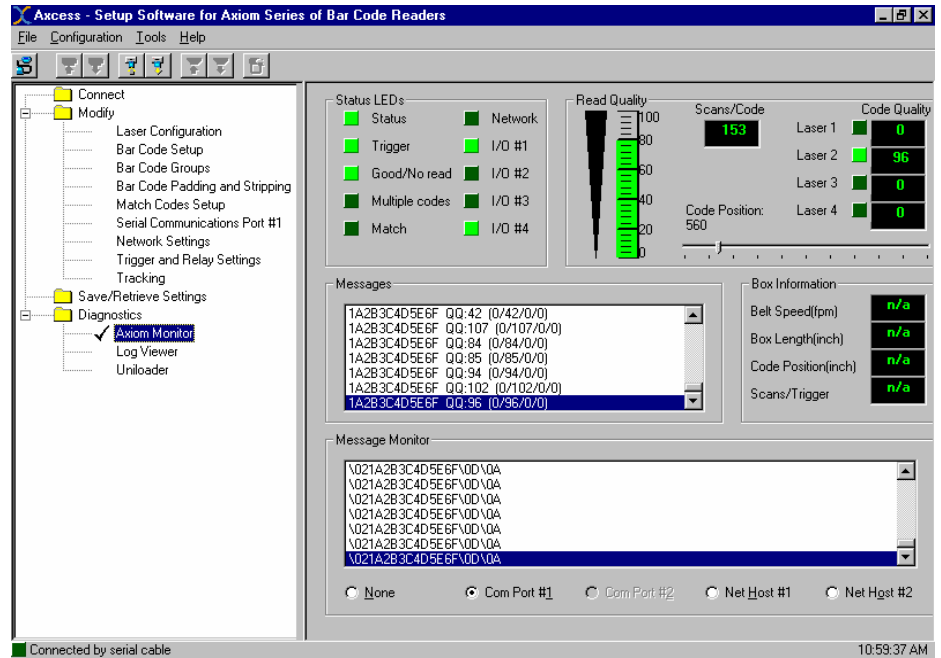 Axcess - Setup Software for Axiom Series of Bar Code Readers
File Configuration Tools Help
Connect
Modify
Laser Configuration
Bar Code Setup
Bar Code Groups
Bar Code Padding and Stripping
Match Codes Setup
Serial Communications Port #1
Network Settings
Trigger and Relay Settings
Tracking
Save/Retrieve Settings
Diagnostics
Axiom Monitor
Log Viewer
Uniloader
Status LEDs
Status Network
Trigger I/O #1
Good/No read I/O #2
Multiple codes I/O #3
Match I/O #4
Read Quality
100
80
60
40
20
0
Scans/Code
153
Code Quality
Laser 1 0
Laser 2 96
Laser 3 0
Laser 4 0
Code Position:
560
Messages
1A2B3C4D5E6F QQ:42 (0/42/0/0)
1A2B3C4D5E6F QQ:107 (0/107/0/0)
1A2B3C4D5E6F QQ:84 (0/84/0/0)
1A2B3C4D5E6F QQ:85 (0/85/0/0)
1A2B3C4D5E6F QQ:94 (0/94/0/0)
1A2B3C4D5E6F QQ:102 (0/102/0/0)
1A2B3C4D5E6F QQ:96 (0/96/0/0)
Box Information
Belt Speed(fpm) n/a
Box Length(inch) n/a
Code Position(inch) n/a
Scans/Trigger n/a
Message Monitor
\021A2B3C4D5E6F\0D\0A
\021A2B3C4D5E6F\0D\0A
\021A2B3C4D5E6F\0D\0A
\021A2B3C4D5E6F\0D\0A
\021A2B3C4D5E6F\0D\0A
\021A2B3C4D5E6F\0D\0A
\021A2B3C4D5E6F\0D\0A
None Com Port #1 Com Port #2 Net Host #1 Net Host #2
Connected by serial cable 10:59:37 AM